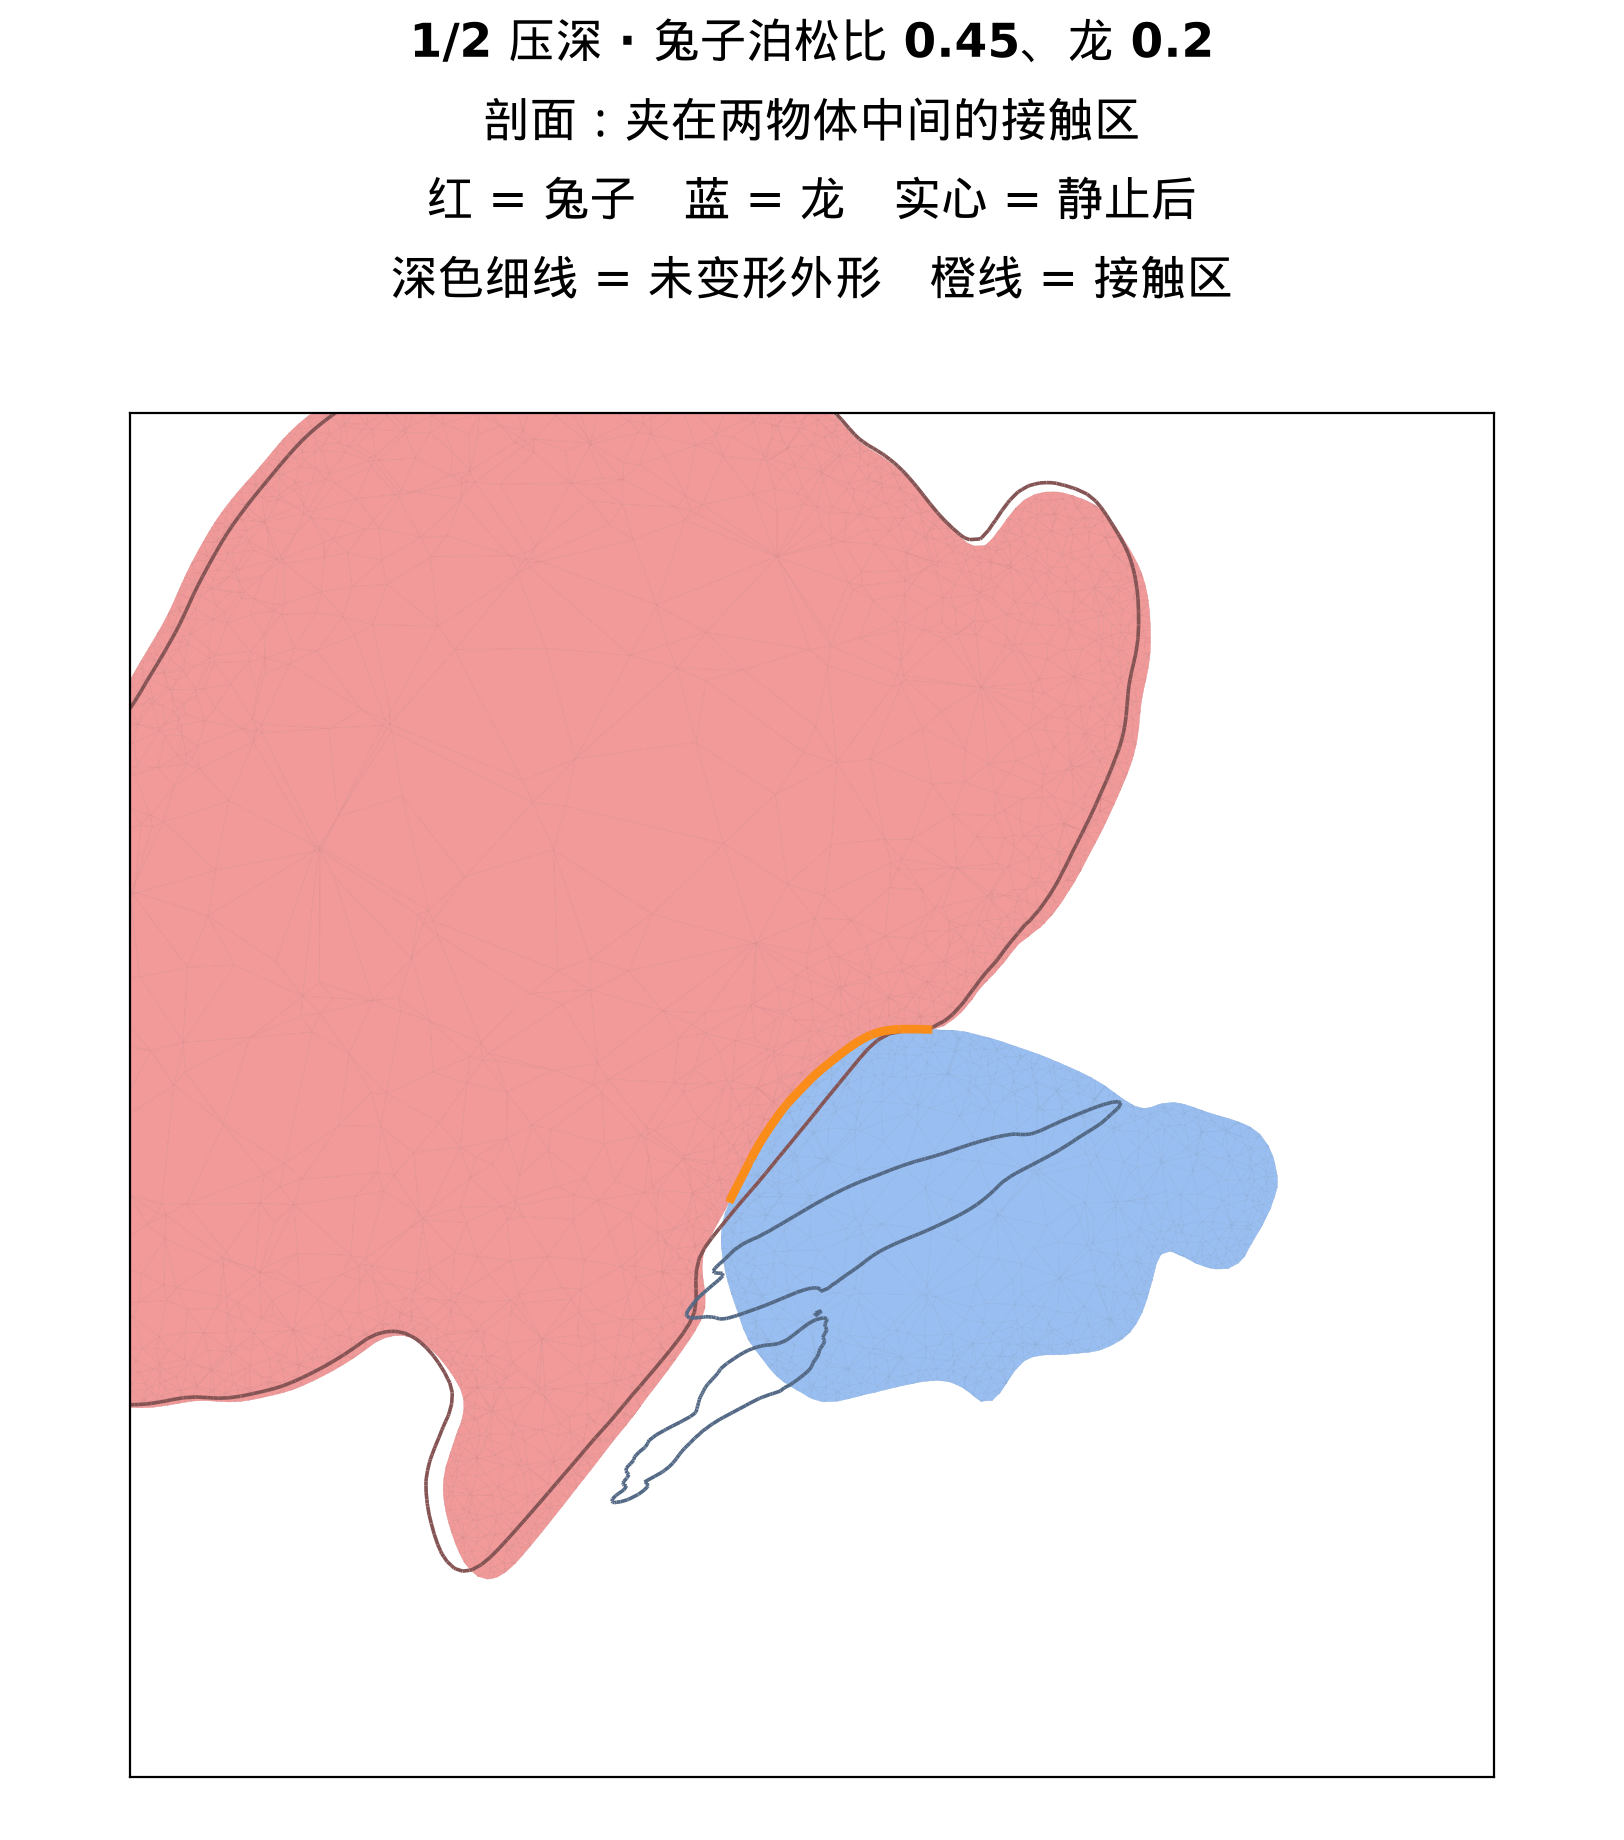 1/2 压深 · 兔子泊松比 0.45、龙 0.2
剖面：夹在两物体中间的接触区
红 = 兔子　蓝 = 龙　实心 = 静止后
深色细线 = 未变形外形　橙线 = 接触区